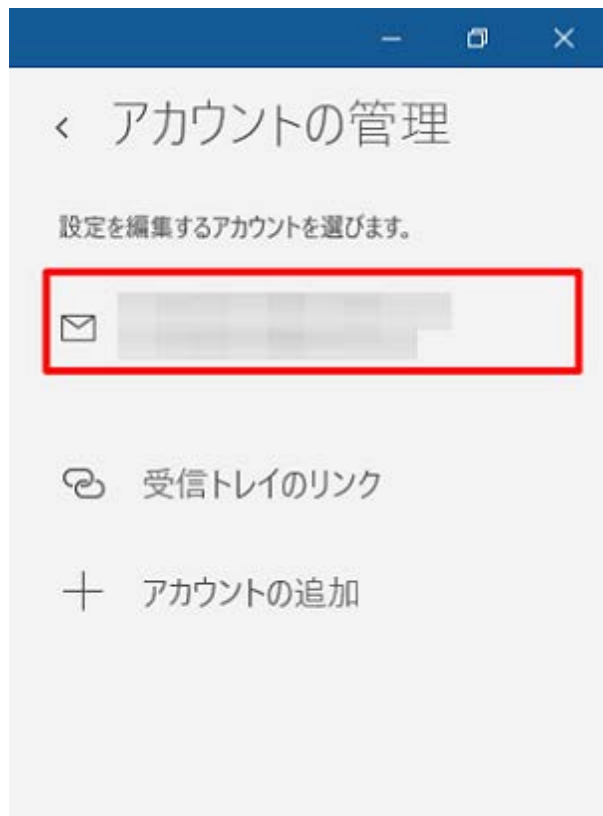 アカウントの管理
設定を編集するアカウントを選びます。
受信トレイのリンク
アカウントの追加